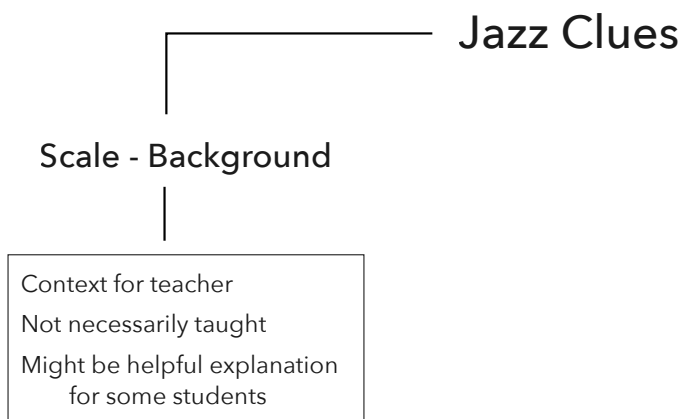 Jazz Clues
Scale - Background
Context for teacher
Not necessarily taught
Might be helpful explanation
for some students